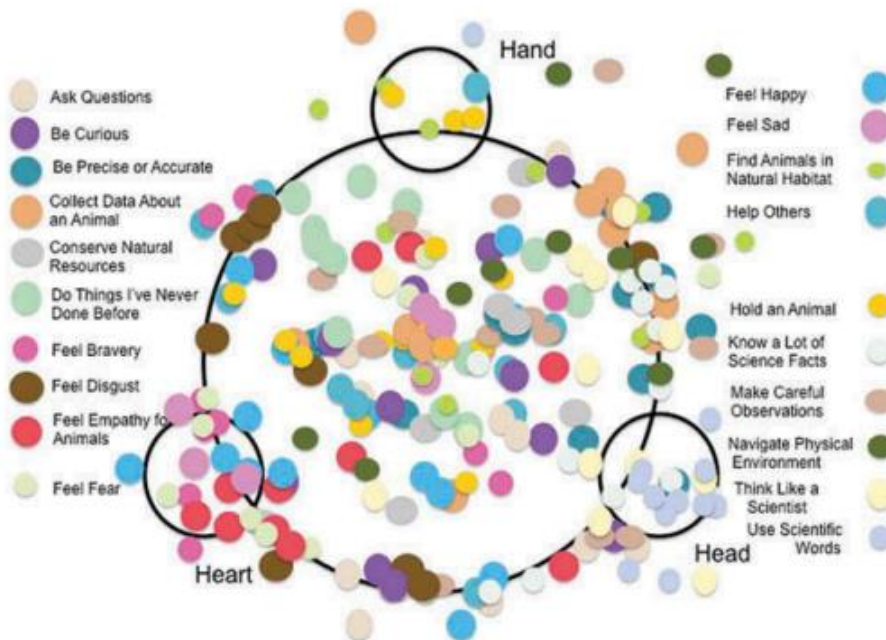 Hand
Ask Questions
Be Curious
Be Precise or Accurate
Collect Data About
an Animal
Conserve Natural
Resources
Do Things I've Never
Done Before
Feel Bravery
Feel Disgust
Feel Empathy fo
Animals
Feel Fear
Feel Happy
Feel Sad
Find Animals in
Natural Habitat
Help Others
Hold an Animal
Know a Lot of
Science Facts
Make Careful
Observations
Navigate Physical
Environment
Think Like a
Scientist
Use Scientific
Words
Heart
Head